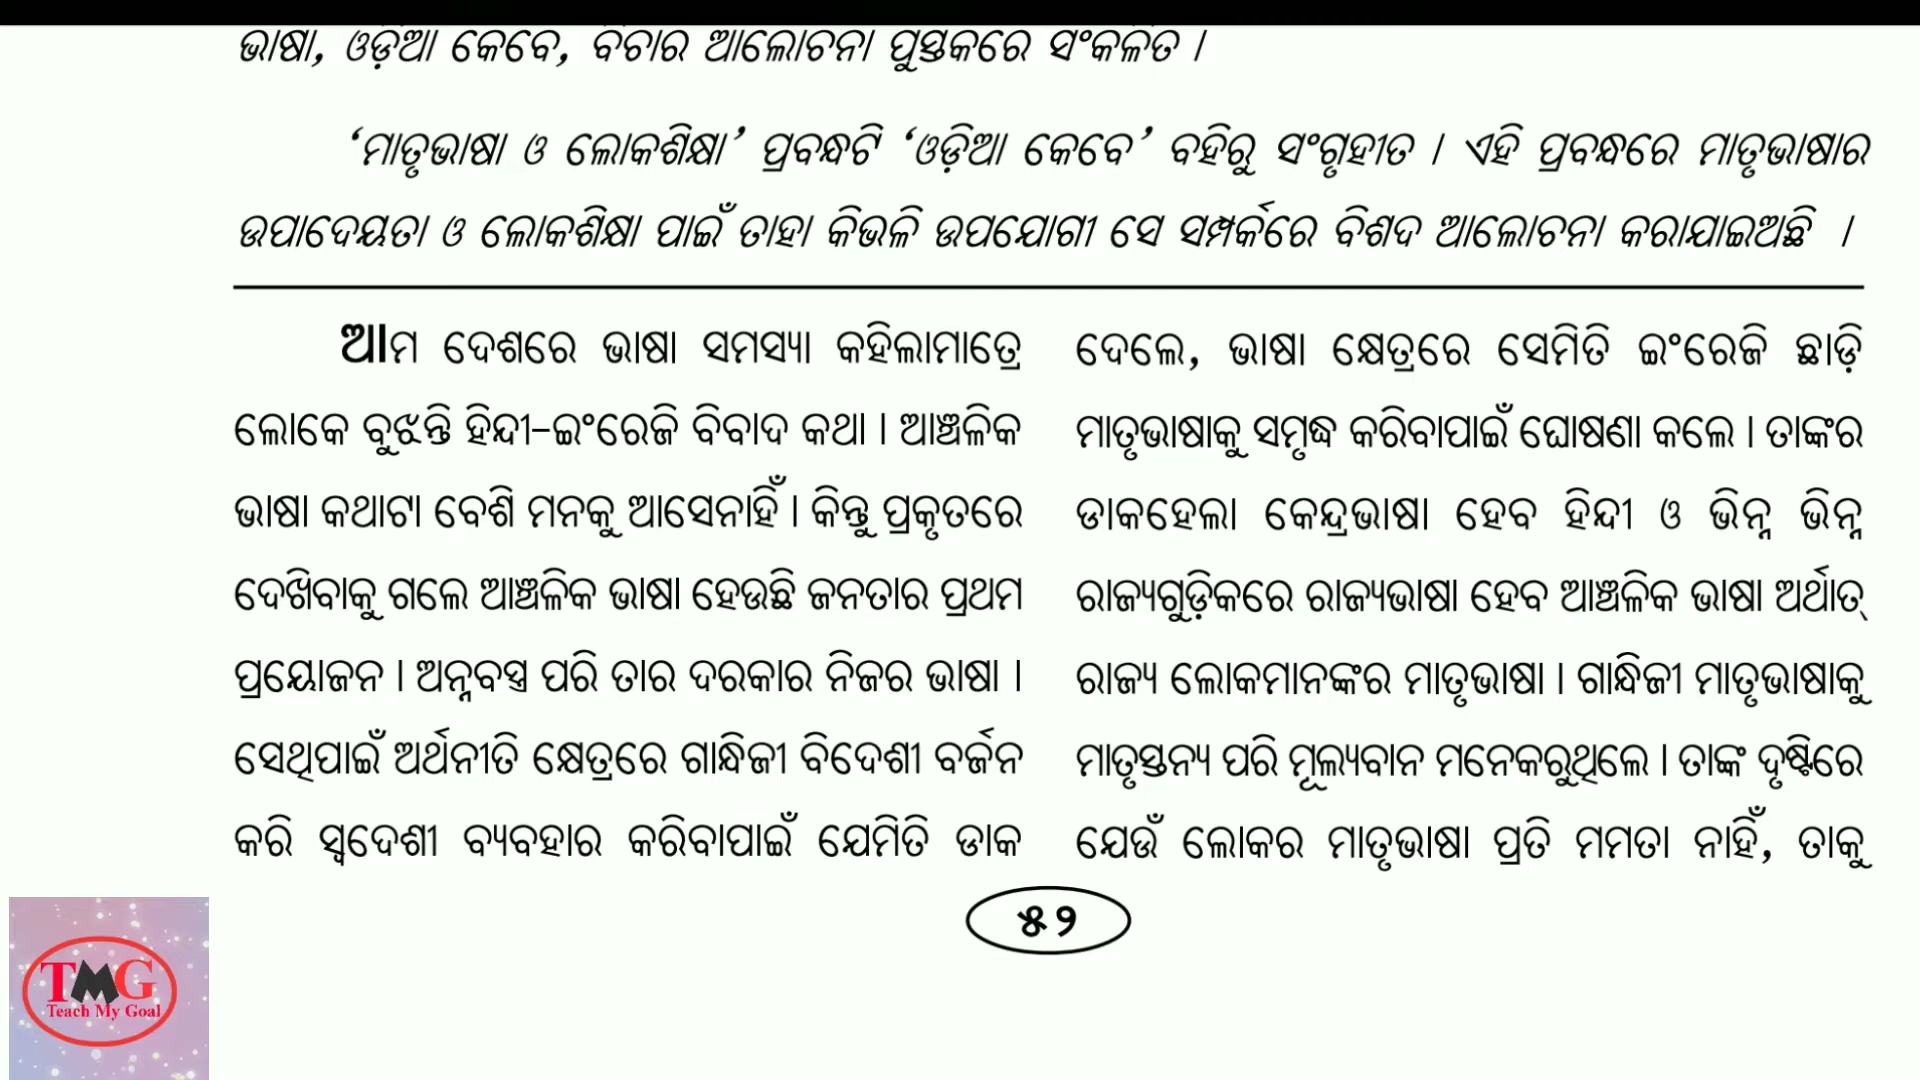 ଭାଷା, ଓଡ଼ିଆ କେବେ, ବିଚାର ଆଲୋଚନା ପୁସ୍ତକରେ ସଂକଳିତ ।
‘ମାତୃଭାଷା ଓ ଲୋକଶିକ୍ଷା’ ପ୍ରବନ୍ଧଟି ‘ଓଡ଼ିଆ କେବେ’ ବହିରୁ ସଂଗୃହୀତ । ଏହି ପ୍ରବନ୍ଧରେ ମାତୃଭାଷାର
ଉପାଦେୟତା ଓ ଲୋକଶିକ୍ଷା ପାଇଁ ତାହା କିଭଳି ଉପଯୋଗୀ ସେ ସମ୍ପର୍କରେ ବିଶଦ ଆଲୋଚନା କରାଯାଇଅଛି ।
ଆମ ଦେଶରେ ଭାଷା ସମସ୍ୟା କହିଲାମାତ୍ରେ
ଲୋକେ ବୁଝନ୍ତି ହିନ୍ଦୀ-ଇଂରେଜି ବିବାଦ କଥା । ଆଞ୍ଚଳିକ
ଭାଷା କଥାଟା ବେଶି ମନକୁ ଆସେନାହିଁ । କିନ୍ତୁ ପ୍ରକୃତରେ
ଦେଖିବାକୁ ଗଲେ ଆଞ୍ଚଳିକ ଭାଷା ହେଉଛି ଜନତାର ପ୍ରଥମ
ପ୍ରୟୋଜନ । ଅନ୍ନବସ୍ତ୍ର ପରି ତାର ଦରକାର ନିଜର ଭାଷା ।
ସେଥିପାଇଁ ଅର୍ଥନୀତି କ୍ଷେତ୍ରରେ ଗାନ୍ଧିଜୀ ବିଦେଶୀ ବର୍ଜନ
କରି ସ୍ୱଦେଶୀ ବ୍ୟବହାର କରିବାପାଇଁ ଯେମିତି ଡାକ
ଦେଲେ, ଭାଷା କ୍ଷେତ୍ରରେ ସେମିତି ଇଂରେଜି ଛାଡ଼ି
ମାତୃଭାଷାକୁ ସମୃଦ୍ଧ କରିବାପାଇଁ ଘୋଷଣା କଲେ । ତାଙ୍କର
ଡାକହେଲା କେନ୍ଦ୍ରଭାଷା ହେବ ହିନ୍ଦୀ ଓ ଭିନ୍ନ ଭିନ୍ନ
ରାଜ୍ୟଗୁଡ଼ିକରେ ରାଜ୍ୟଭାଷା ହେବ ଆଞ୍ଚଳିକ ଭାଷା ଅର୍ଥାତ୍
ରାଜ୍ୟ ଲୋକମାନଙ୍କର ମାତୃଭାଷା । ଗାନ୍ଧିଜୀ ମାତୃଭାଷାକୁ
ମାତୃସ୍ତନ୍ୟ ପରି ମୂଲ୍ୟବାନ ମନେକରୁଥିଲେ । ତାଙ୍କ ଦୃଷ୍ଟିରେ
ଯେଉଁ ଲୋକର ମାତୃଭାଷା ପ୍ରତି ମମତା ନାହିଁ, ତାକୁ
୫୨
TMG
Teach My Goal